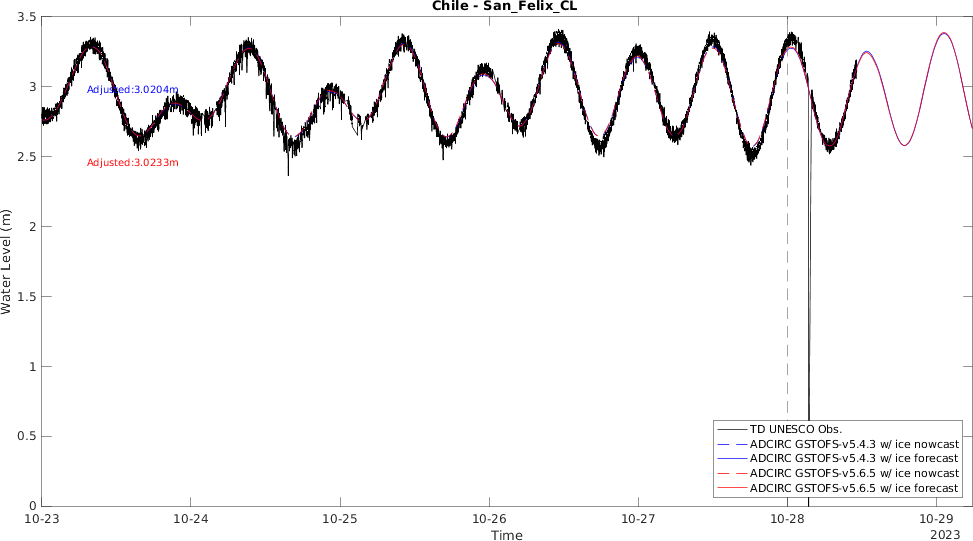 Chile - San_Felix_CL
3.5
3
2.5
2
1.5
1
0.5
0
Water Level (m)
Adjusted:3.0204m
Adjusted:3.0233m
TD UNESCO Obs.
ADCIRC GSTOFS-v5.4.3 w/ ice nowcast
ADCIRC GSTOFS-v5.4.3 w/ ice forecast
ADCIRC GSTOFS-v5.6.5 w/ ice nowcast
ADCIRC GSTOFS-v5.6.5 w/ ice forecast
10-23 10-24 10-25 10-26 10-27 10-28 10-29
Time
2023